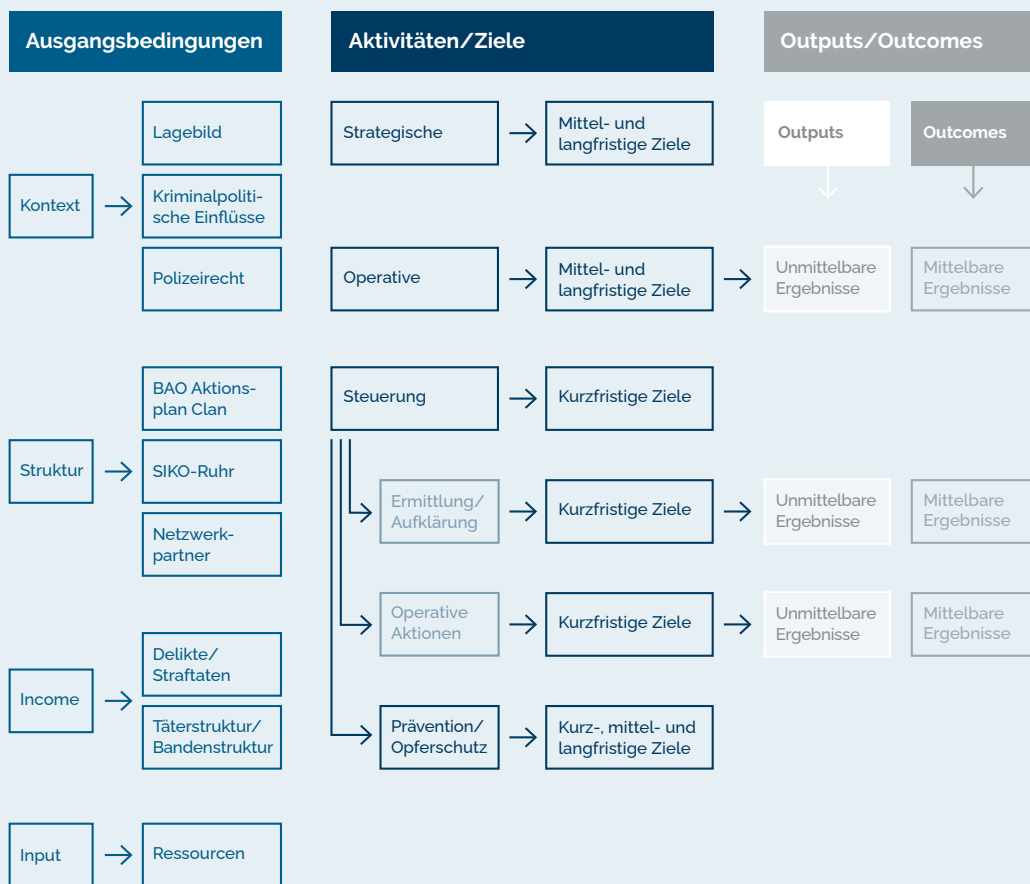 Ausgangsbedingungen
Aktivitäten/Ziele
Outputs/Outcomes
Kontext
Lagebild
Kriminalpoliti-
sche Einflüsse
Polizeirecht
Struktur
BAO Aktions-
plan Clan
SIKO-Ruhr
Netzwerk-
partner
Income
Delikte/
Straftaten
Täterstruktur/
Bandenstruktur
Input
Ressourcen
Strategische
Mittel- und
langfristige Ziele
Operative
Mittel- und
langfristige Ziele
Steuerung
Kurzfristige Ziele
Ermittlung/
Aufklärung
Kurzfristige Ziele
Operative
Aktionen
Kurzfristige Ziele
Prävention/
Opferschutz
Kurz-, mittel- und
langfristige Ziele
Outputs
Outcomes
Unmittelbare
Ergebnisse
Mittelbare
Ergebnisse
Unmittelbare
Ergebnisse
Mittelbare
Ergebnisse
Unmittelbare
Ergebnisse
Mittelbare
Ergebnisse